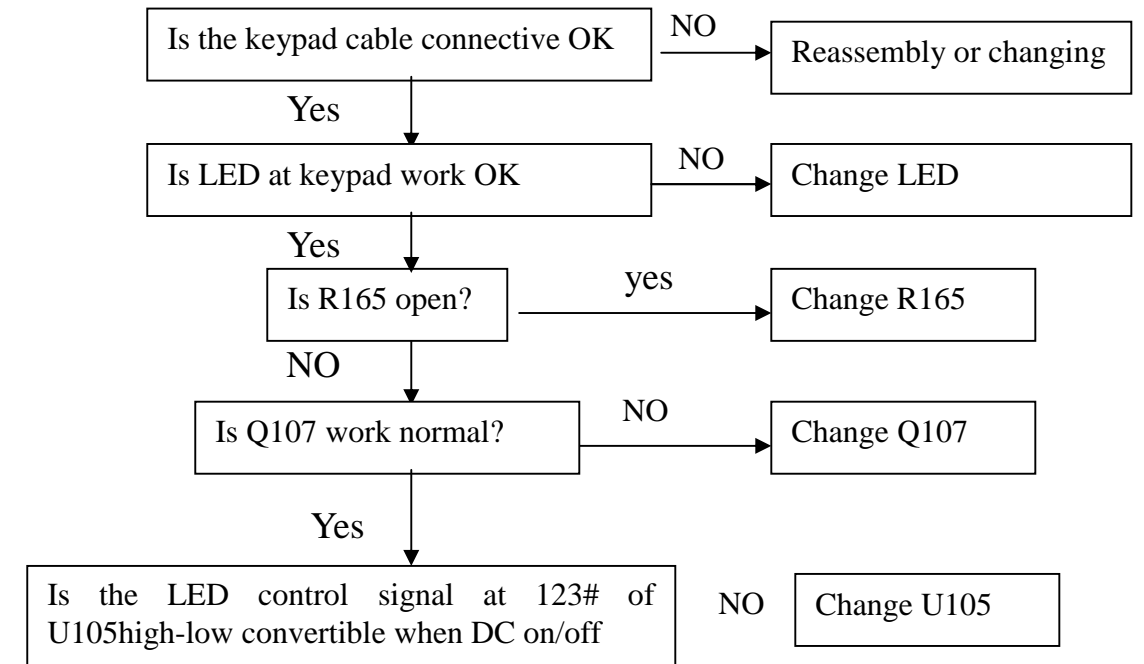 Is the keypad cable connective OK
NO
Reassembly or changing
Yes
Is LED at keypad work OK
NO
Change LED
Yes
Is R165 open?
yes
Change R165
NO
Is Q107 work normal?
NO
Change Q107
Yes
Is the LED control signal at 123# of
U105high-low convertible when DC on/off
NO
Change U105